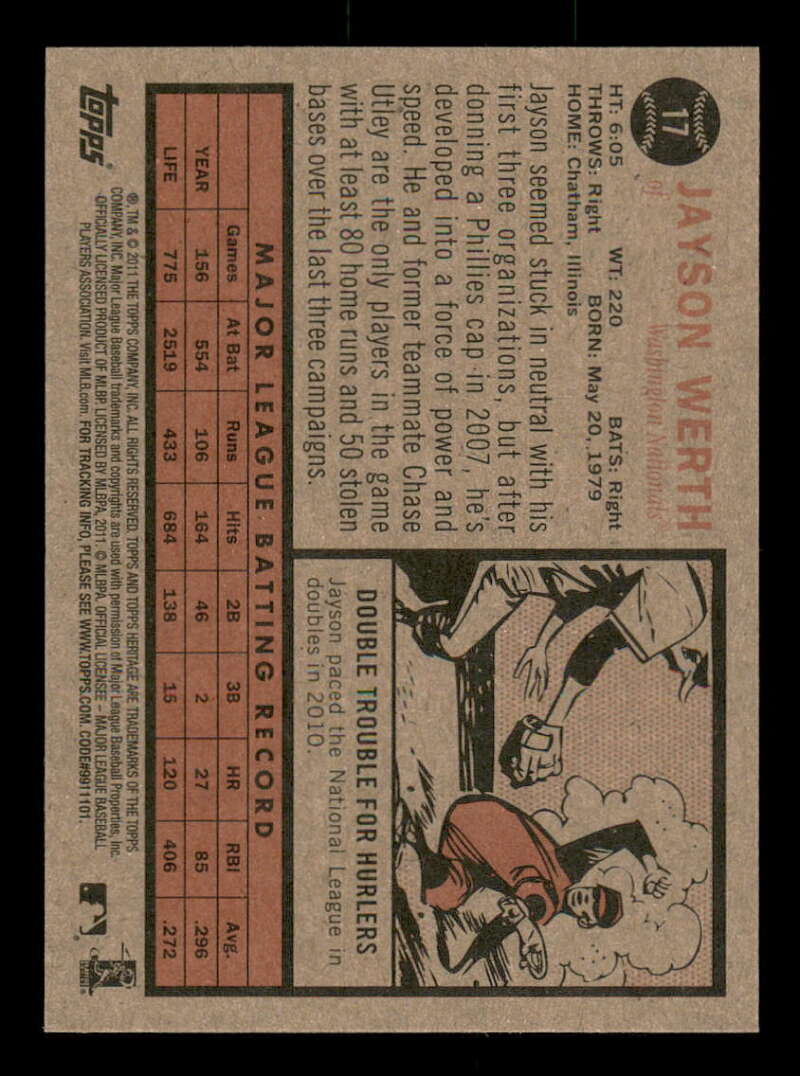 17
JAYSON WERTH
of Washington Nationals
HT: 6:05 WT: 220 BATS: Right
THROWS: Right BORN: May 20, 1979
HOME: Chatham, Illinois
Jayson seemed stuck in neutral with his
first three organizations, but after
donning a Phillies cap in 2007, he's
developed into a force of power and
speed. He and former teammate Chase
Utley are the only players in the game
with at least 80 home runs and 50 stolen
bases over the last three campaigns.
DOUBLE TROUBLE FOR HURLERS
Jayson paced the National League in
doubles in 2010.
MAJOR LEAGUE BATTING RECORD
Games At Bat Runs Hits 2B 3B HR RBI Avg.
YEAR 156 554 106 164 46 2 27 85 .296
LIFE 775 2519 433 684 138 15 120 406 .272
topps®
®, TM & © 2011 THE TOPPS COMPANY, INC. ALL RIGHTS RESERVED. TOPPS AND TOPPS HERITAGE ARE TRADEMARKS OF THE TOPPS
COMPANY, INC. Major League Baseball trademarks and copyrights are used with permission of Major League Baseball Properties, Inc.
OFFICIALLY LICENSED PRODUCT OF MLBP. LICENSED BY MLBPA, 2011. © MLBPA. OFFICIAL LICENSEE – MAJOR LEAGUE BASEBALL
PLAYERS ASSOCIATION. Visit MLB.com. FOR TRACKING INFO, PLEASE SEE WWW.TOPPS.COM. CODE#9911101.